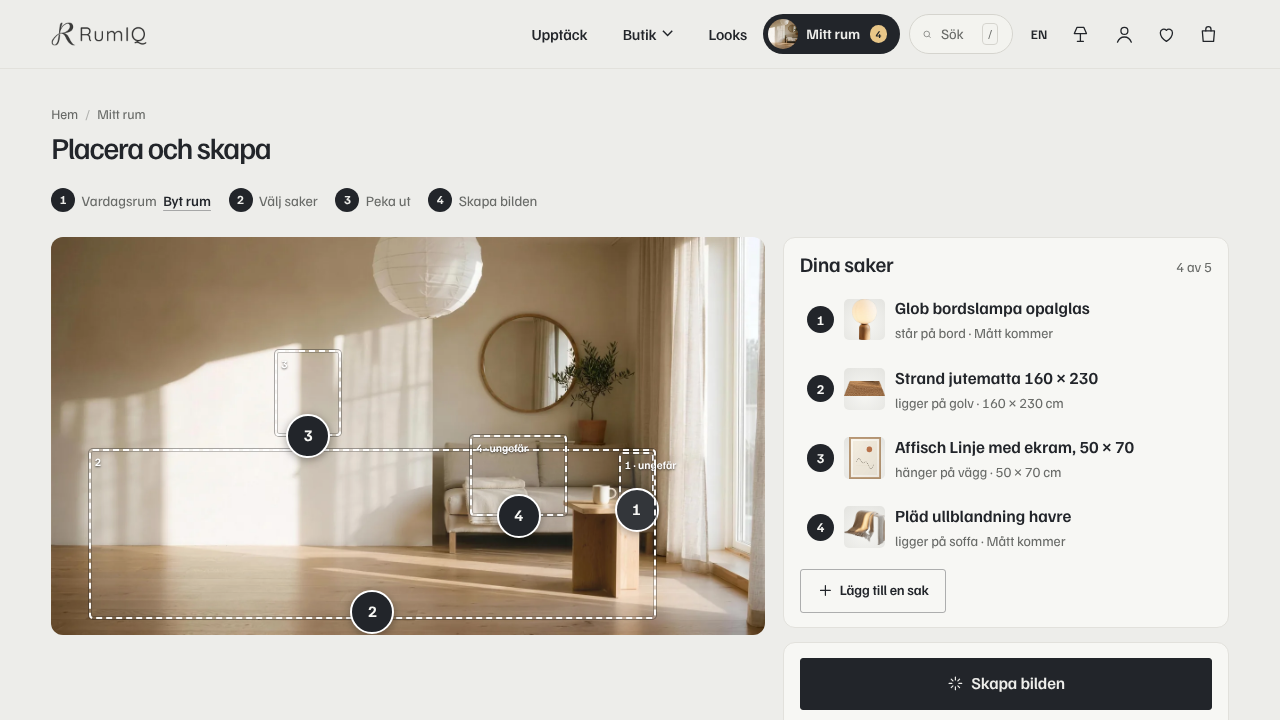 RumIQ
Upptäck Butik Looks Mitt rum 4 Sök / EN
Hem / Mitt rum
Placera och skapa
1 Vardagsrum Byt rum 2 Välj saker 3 Peka ut 4 Skapa bilden
3
3
2
4 · ungefär
1 · ungefär
4
1
2
Dina saker 4 av 5
1 Glob bordslampa opalglas
står på bord · Mått kommer
2 Strand jutematta 160 × 230
ligger på golv · 160 × 230 cm
3 Affisch Linje med ekram, 50 × 70
hänger på vägg · 50 × 70 cm
4 Pläd ullblandning havre
ligger på soffa · Mått kommer
+ Lägg till en sak
Skapa bilden